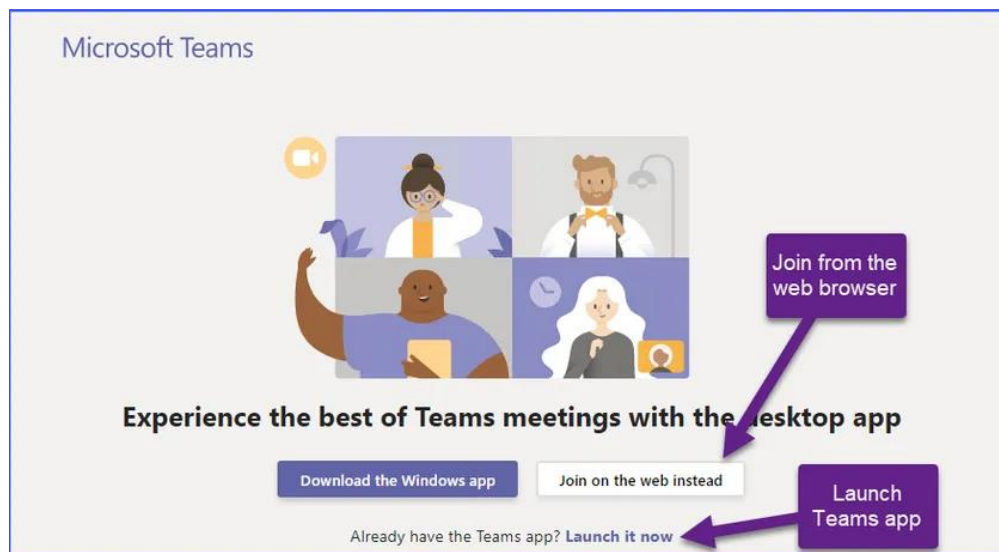 Microsoft Teams
Join from the
web browser
Experience the best of Teams meetings with the desktop app
Download the Windows app
Join on the web instead
Launch
Teams app
Already have the Teams app? Launch it now